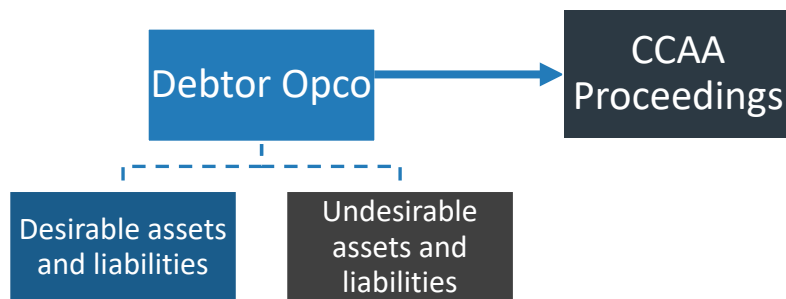 Debtor Opco
CCAA
Proceedings
Desirable assets
and liabilities
Undesirable
assets and
liabilities